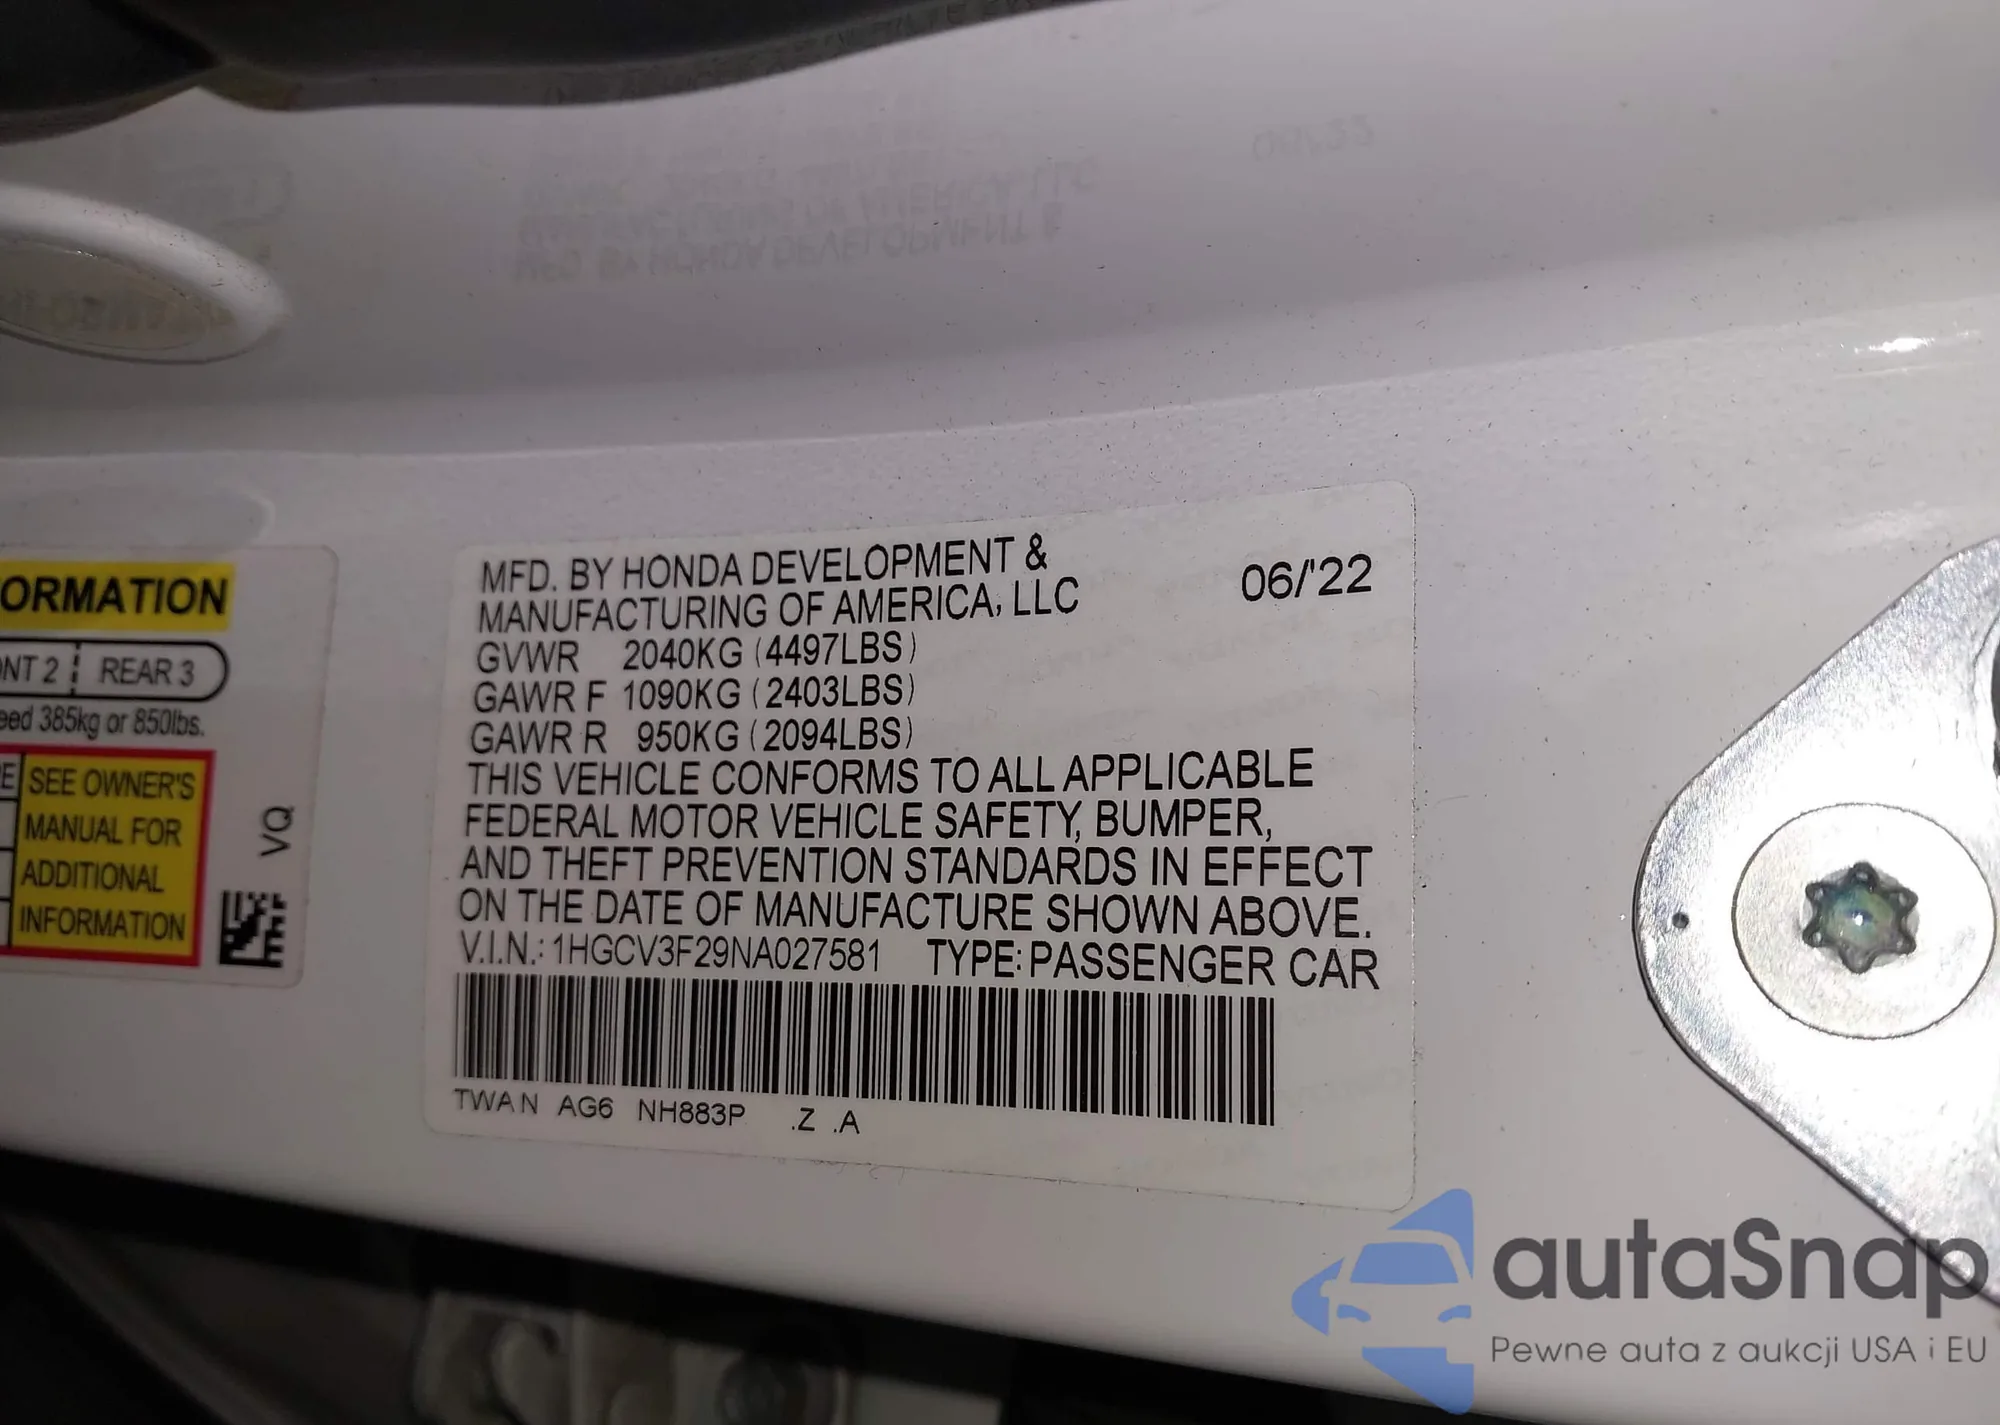 ORMATION
NT 2 REAR 3
eed 385kg or 850lbs.
E SEE OWNER'S
MANUAL FOR
ADDITIONAL
INFORMATION
VQ
MFD. BY HONDA DEVELOPMENT &
MANUFACTURING OF AMERICA, LLC
06/'22
GVWR 2040KG (4497LBS)
GAWR F 1090KG (2403LBS)
GAWR R 950KG (2094LBS)
THIS VEHICLE CONFORMS TO ALL APPLICABLE
FEDERAL MOTOR VEHICLE SAFETY, BUMPER,
AND THEFT PREVENTION STANDARDS IN EFFECT
ON THE DATE OF MANUFACTURE SHOWN ABOVE.
V.I.N.: 1HGCV3F29NA027581 TYPE: PASSENGER CAR
TWAN AG6 NH883P .Z .A
autaSnap
Pewne auta z aukcji USA i EU